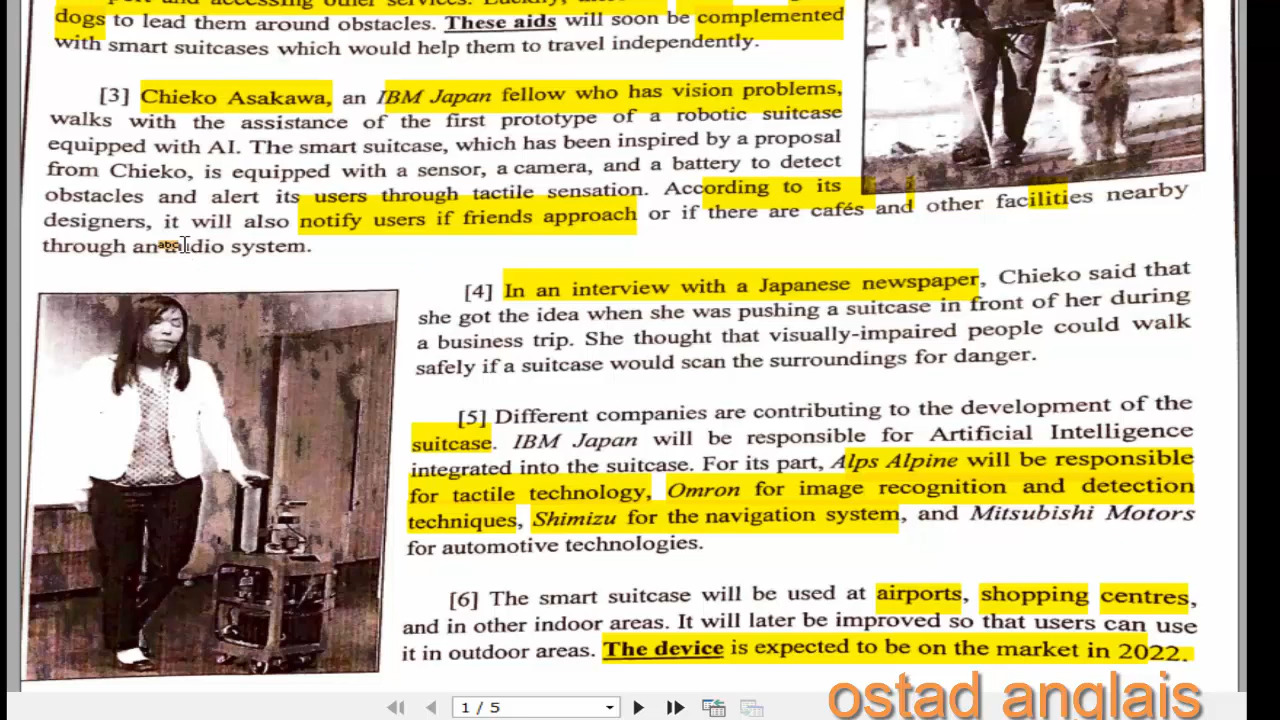 port and accessing other services. Luckily,
dogs to lead them around obstacles. These aids will soon be complemented
with smart suitcases which would help them to travel independently.
[3] Chieko Asakawa, an IBM Japan fellow who has vision problems,
walks with the assistance of the first prototype of a robotic suitcase
equipped with AI. The smart suitcase, which has been inspired by a proposal
from Chieko, is equipped with a sensor, a camera, and a battery to detect
obstacles and alert its users through tactile sensation. According to its
designers, it will also notify users if friends approach or if there are cafés and other facilities nearby
through an audio system.
[4] In an interview with a Japanese newspaper, Chieko said that
she got the idea when she was pushing a suitcase in front of her during
a business trip. She thought that visually-impaired people could walk
safely if a suitcase would scan the surroundings for danger.
[5] Different companies are contributing to the development of the
suitcase. IBM Japan will be responsible for Artificial Intelligence
integrated into the suitcase. For its part, Alps Alpine will be responsible
for tactile technology, Omron for image recognition and detection
techniques, Shimizu for the navigation system, and Mitsubishi Motors
for automotive technologies.
[6] The smart suitcase will be used at airports, shopping centres,
and in other indoor areas. It will later be improved so that users can use
it in outdoor areas. The device is expected to be on the market in 2022.
1 / 5
ostad anglais